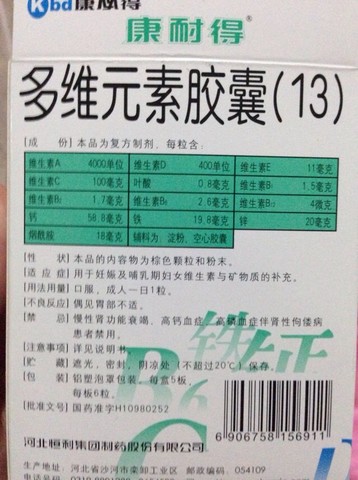 Kbd 康耐得
康耐得®
多维元素胶囊(13)
[成 份] 本品为复方制剂，每粒含:
维生素A 4000单位 维生素D 400单位 维生素E 11毫克
维生素C 100毫克 叶酸 0.8毫克 维生素B₁ 1.5毫克
维生素B₂ 1.7毫克 维生素B₆ 2.6毫克 维生素B₁₂ 4微克
钙 58.8毫克 铁 19.8毫克 锌 20毫克
烟酰胺 18毫克 辅料为: 淀粉、空心胶囊
[性 状] 本品的内容物为棕色颗粒和粉末。
[适 应 症] 用于妊娠及哺乳期妇女维生素与矿物质的补充。
[用法用量] 口服，成人一日1粒。
[不良反应] 偶见胃部不适。
[禁 忌] 慢性肾功能衰竭、高钙血症、高磷血症伴肾性佝偻病
患者禁用。
[注意事项] 详见说明书。
[贮 藏] 遮光，密封，阴凉处（不超过20℃）保存。
[包 装] 铝塑泡罩包装，每盒5板，
每板6粒。
[批准文号] 国药准字H10980252
铁 锌
B6
C
6 906758 156911
河北恒利集团制药股份有限公司
生产地址: 河北省沙河市栾卸工业区 邮政编码: 054109